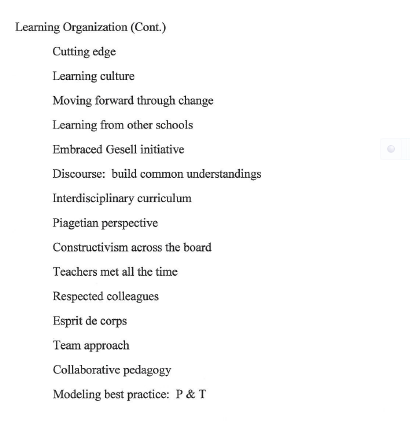 Learning Organization (Cont.)
Cutting edge
Learning culture
Moving forward through change
Learning from other schools
Embraced Gesell initiative
Discourse:  build common understandings
Interdisciplinary curriculum
Piagetian perspective
Constructivism across the board
Teachers met all the time
Respected colleagues
Esprit de corps
Team approach
Collaborative pedagogy
Modeling best practice:  P & T